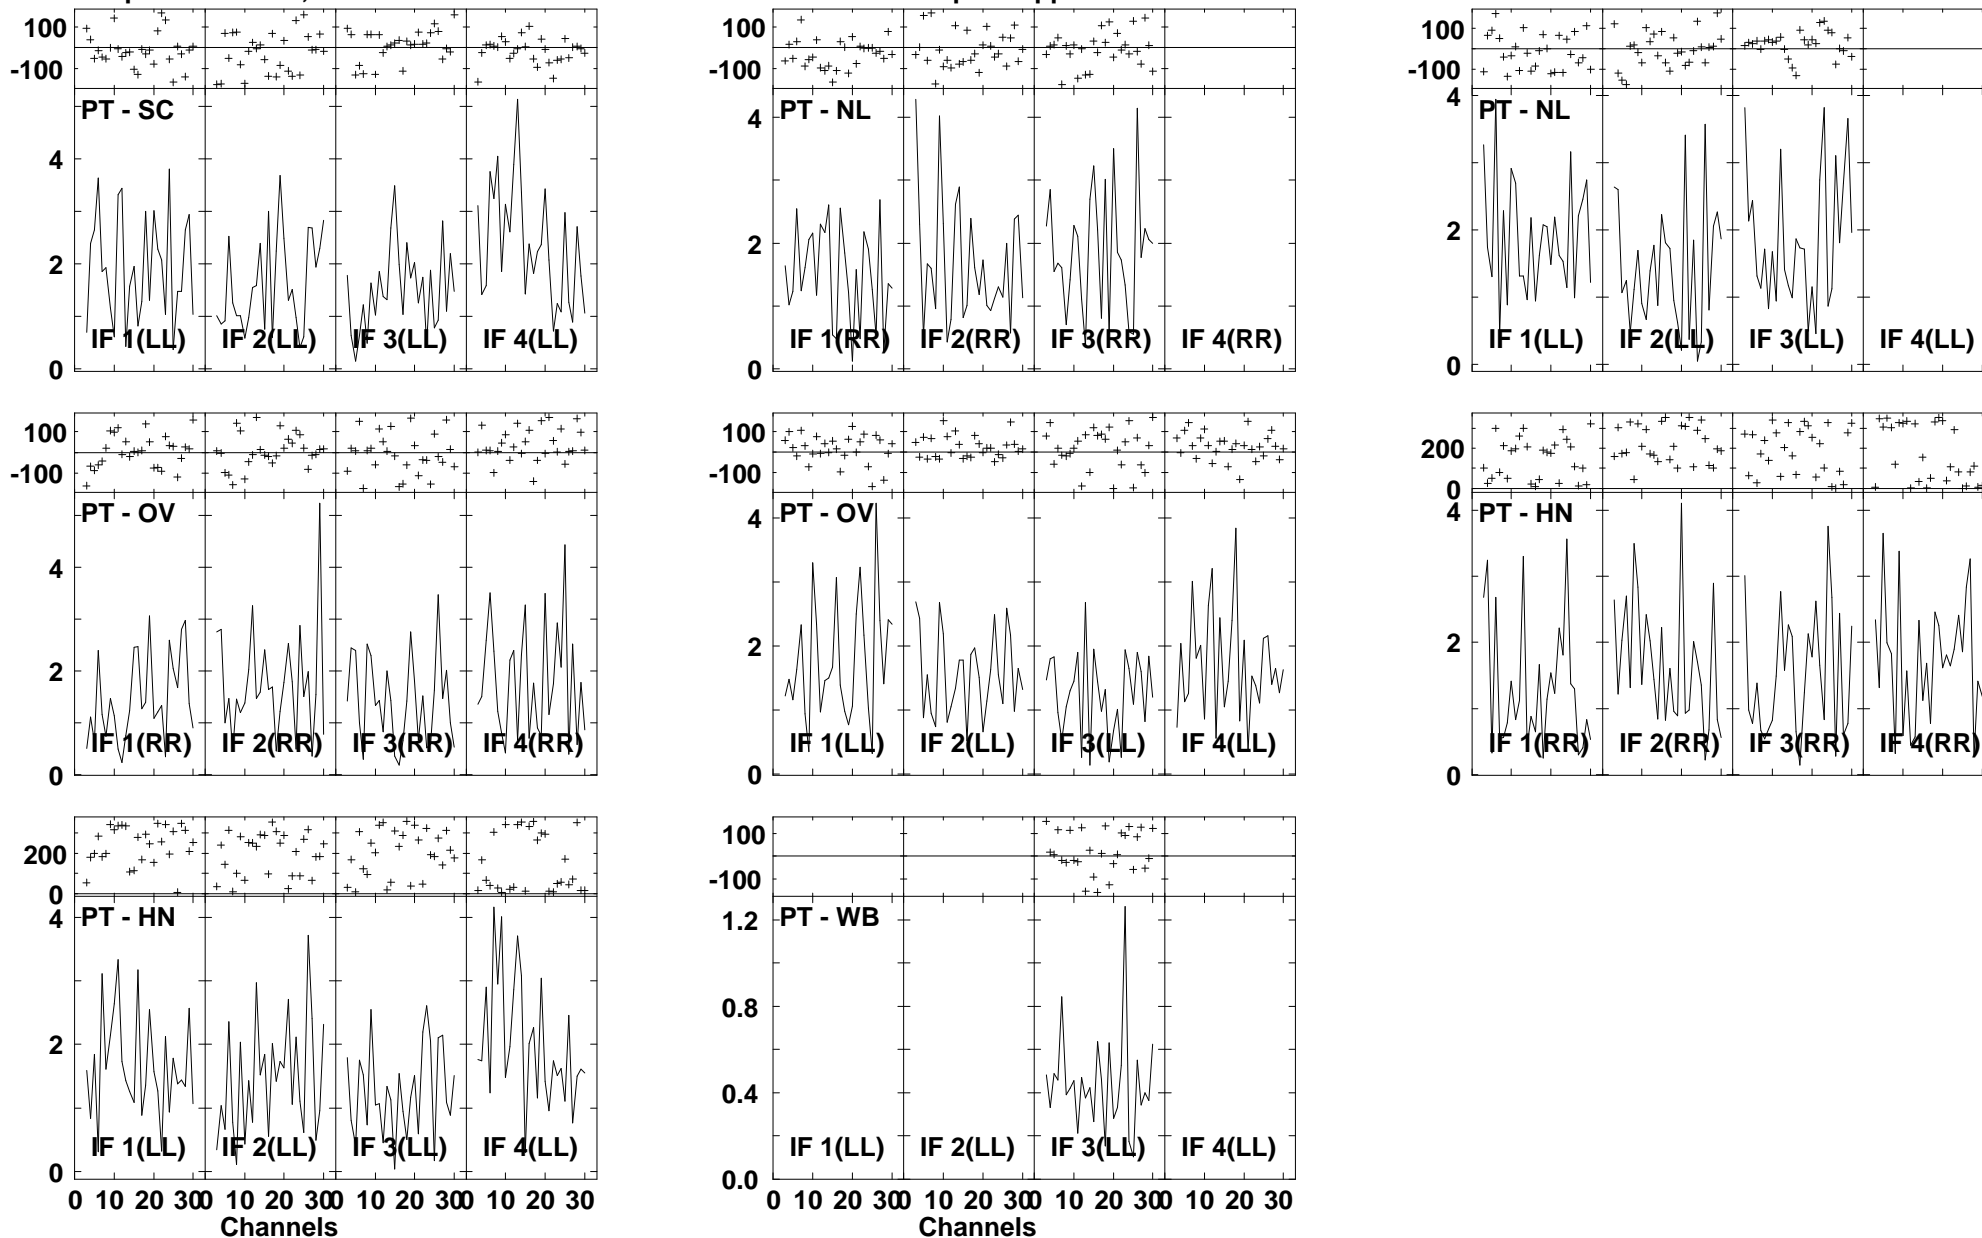 100
-100
PT - SC
4
2
0
IF 1(LL) IF 2(LL) IF 3(LL) IF 4(LL)
PT - NL
4
2
0
IF 1(RR) IF 2(RR) IF 3(RR) IF 4(RR)
100
-100
100
-100
4
PT - NL
2
0
IF 1(LL) IF 2(LL) IF 3(LL) IF 4(LL)
100
-100
PT - OV
4
2
0
IF 1(RR) IF 2(RR) IF 3(RR) IF 4(RR)
100
-100
PT - OV
4
2
0
IF 1(LL) IF 2(LL) IF 3(LL) IF 4(LL)
200
0
PT - HN
4
2
0
IF 1(RR) IF 2(RR) IF 3(RR) IF 4(RR)
200
0
PT - HN
4
2
0
IF 1(LL) IF 2(LL) IF 3(LL) IF 4(LL)
0 10 20 30 0 10 20 30 0 10 20 30 0 10 20 30
Channels
100
-100
PT - WB
1.2
0.8
0.4
0.0
IF 1(LL) IF 2(LL) IF 3(LL) IF 4(LL)
0 10 20 30 0 10 20 30 0 10 20 30 0 10 20 30
Channels